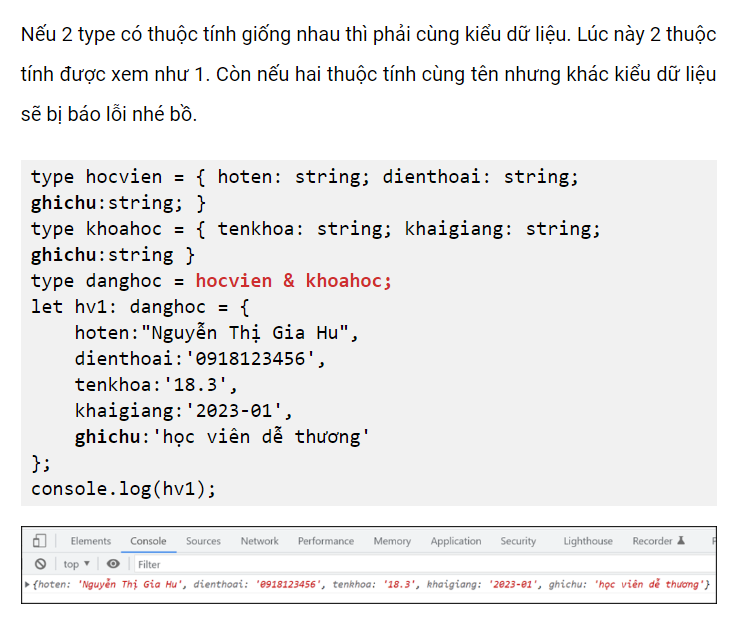 Nếu 2 type có thuộc tính giống nhau thì phải cùng kiểu dữ liệu. Lúc này 2 thuộc
tính được xem như 1. Còn nếu hai thuộc tính cùng tên nhưng khác kiểu dữ liệu
sẽ bị báo lỗi nhé bồ.
type hocvien = { hoten: string; dienthoai: string;
ghichu:string; }
type khoahoc = { tenkhoa: string; khaigiang: string;
ghichu:string }
type danghoc = hocvien & khoahoc;
let hv1: danghoc = {
    hoten:"Nguyễn Thị Gia Hu",
    dienthoai:'0918123456',
    tenkhoa:'18.3',
    khaigiang:'2023-01',
    ghichu:'học viên dễ thương'
};
console.log(hv1);
Elements Console Sources Network Performance Memory Application Security Lighthouse Recorder
top Filter
{hoten: 'Nguyễn Thị Gia Hu', dienthoai: '0918123456', tenkhoa: '18.3', khaigiang: '2023-01', ghichu: 'học viên dễ thương'}